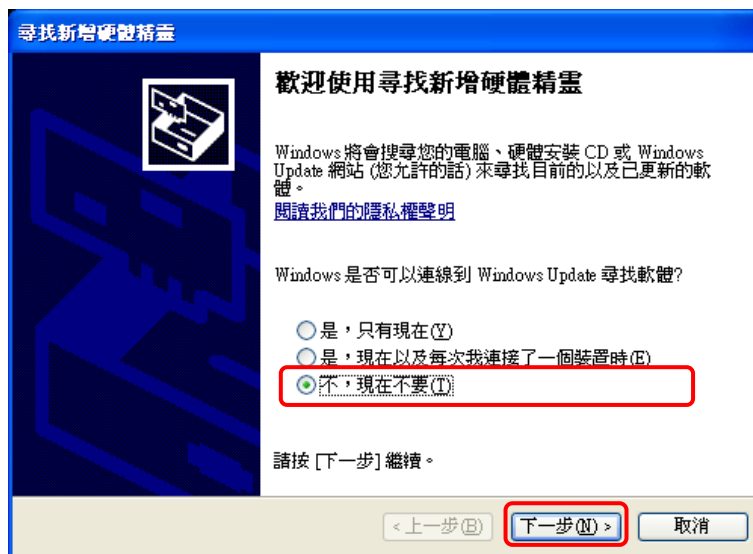 尋找新增硬體精靈
歡迎使用尋找新增硬體精靈
Windows 將會搜尋您的電腦、硬體安裝 CD 或 Windows
Update 網站 (您允許的話) 來尋找目前的以及已更新的軟
體。
閱讀我們的隱私權聲明
Windows 是否可以連線到 Windows Update 尋找軟體?
是，只有現在(Y)
是，現在以及每次我連接了一個裝置時(E)
不，現在不要(T)
請按 [下一步] 繼續。
< 上一步(B) 下一步(N) > 取消